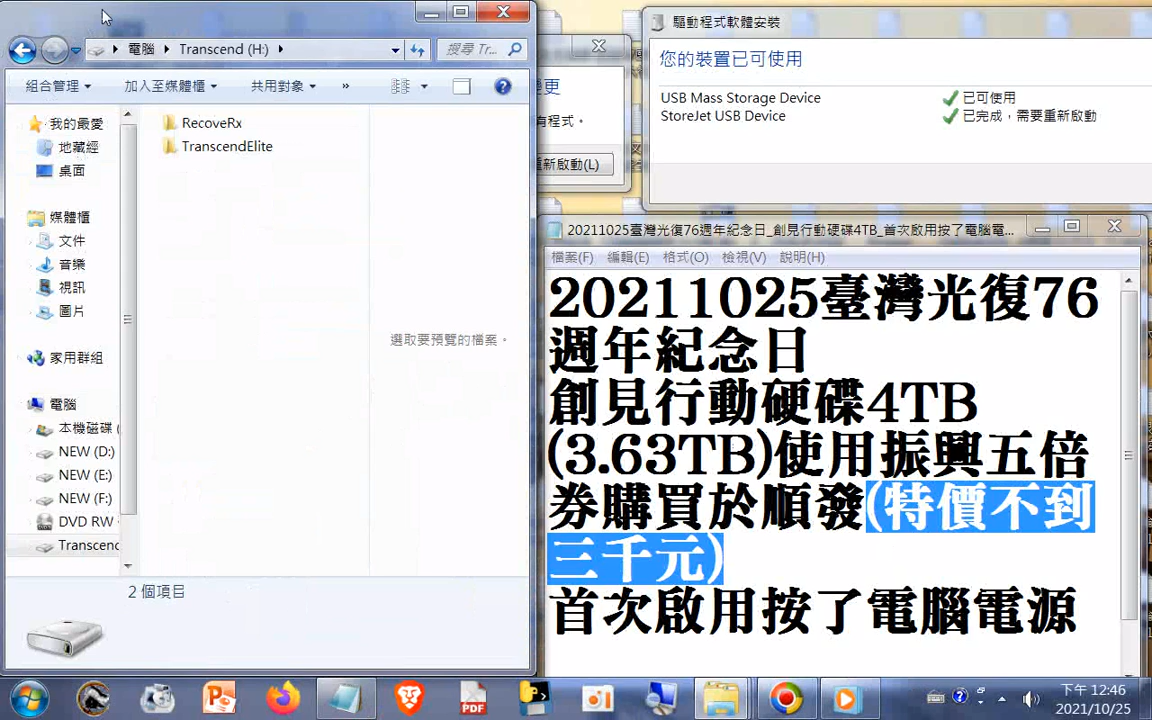 電腦
Transcend (H:)
搜尋 Tr...
組合管理
加入至媒體櫃
共用對象
»
我的最愛
地藏經
桌面
媒體櫃
文件
音樂
視訊
圖片
家用群組
電腦
本機磁碟 (
NEW (D:)
NEW (E:)
NEW (F:)
DVD RW
Transcend
RecoveRx
TranscendElite
選取要預覽的檔案。
2 個項目
變更
有程式。
重新啟動(L)
驅動程式軟體安裝
您的裝置已可使用
USB Mass Storage Device 已可使用
StoreJet USB Device 已完成，需要重新啟動
20211025臺灣光復76週年紀念日_創見行動硬碟4TB_首次啟用按了電腦電...
檔案(F) 編輯(E) 格式(O) 檢視(V) 說明(H)
20211025臺灣光復76
週年紀念日
創見行動硬碟4TB
(3.63TB)使用振興五倍
券購買於順發(特價不到
三千元)
首次啟用按了電腦電源
PDF
下午 12:46
2021/10/25